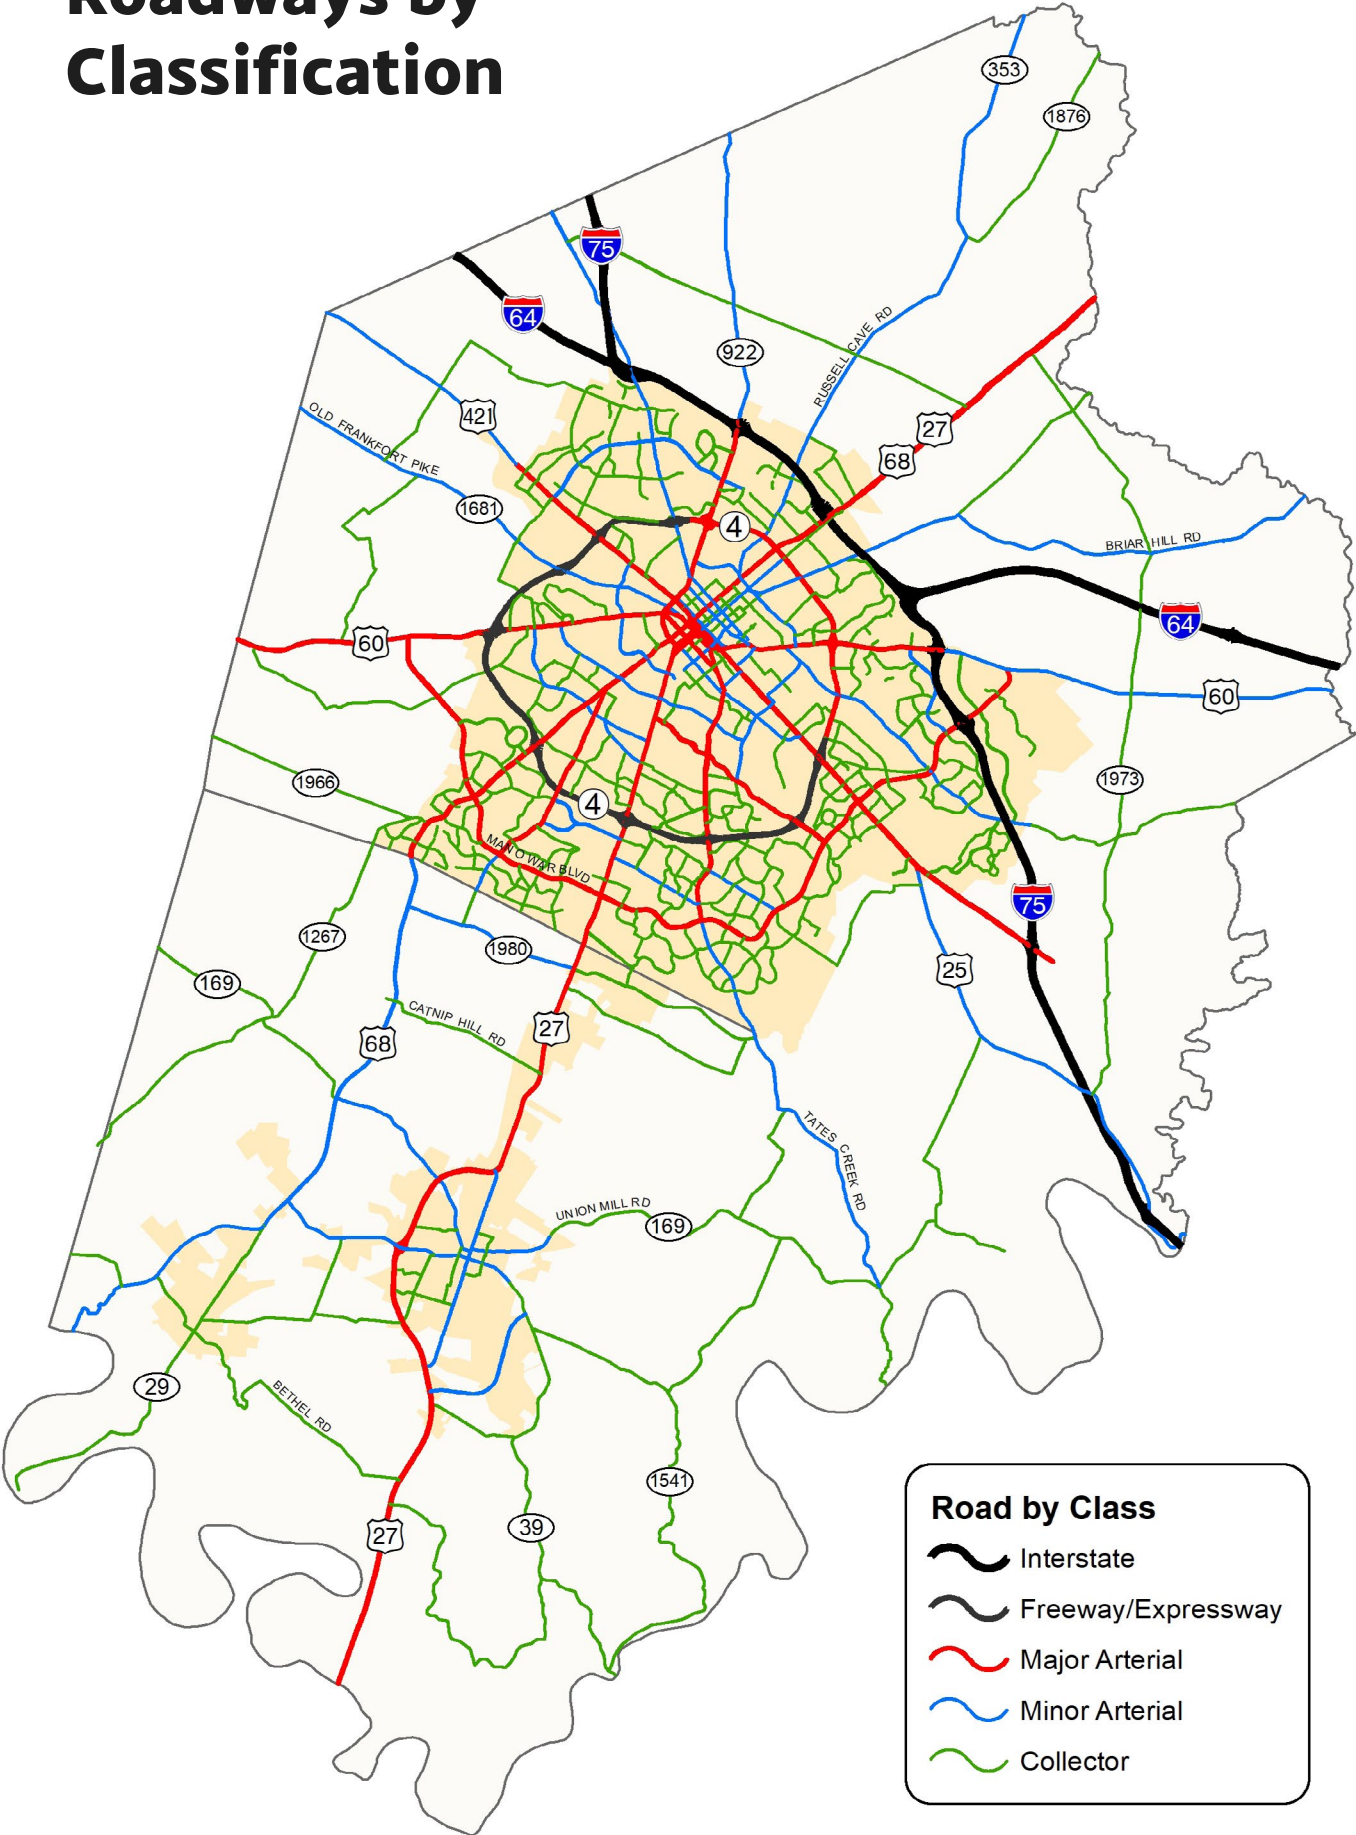 Roadways by
Classification
353
1876
75
64
922
RUSSELL CAVE RD
421
OLD FRANKFORT PIKE
27
68
1681
4
BRIAR HILL RD
64
60
60
1966
1973
4
MAN O WAR BLVD
75
1267
1980
25
169
CATNIP HILL RD
27
68
TATES CREEK RD
UNION MILL RD
169
29
BETHEL RD
1541
39
27
Road by Class
Interstate
Freeway/Expressway
Major Arterial
Minor Arterial
Collector